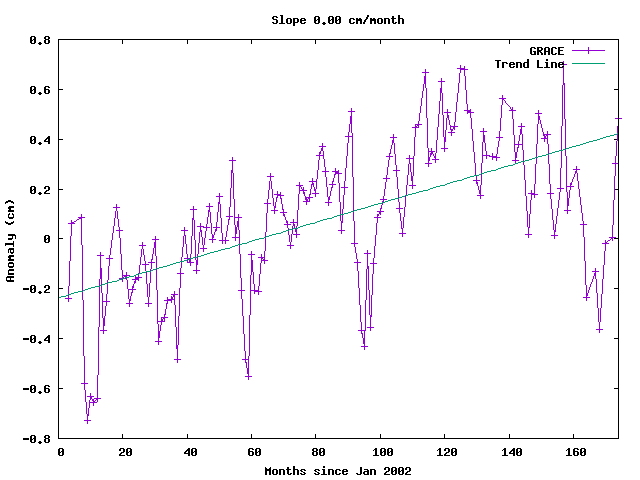 Slope 0.00 cm/month
GRACE
Trend Line
0.8
0.6
0.4
0.2
0
-0.2
-0.4
-0.6
-0.8
Anomaly (cm)
0 20 40 60 80 100 120 140 160
Months since Jan 2002